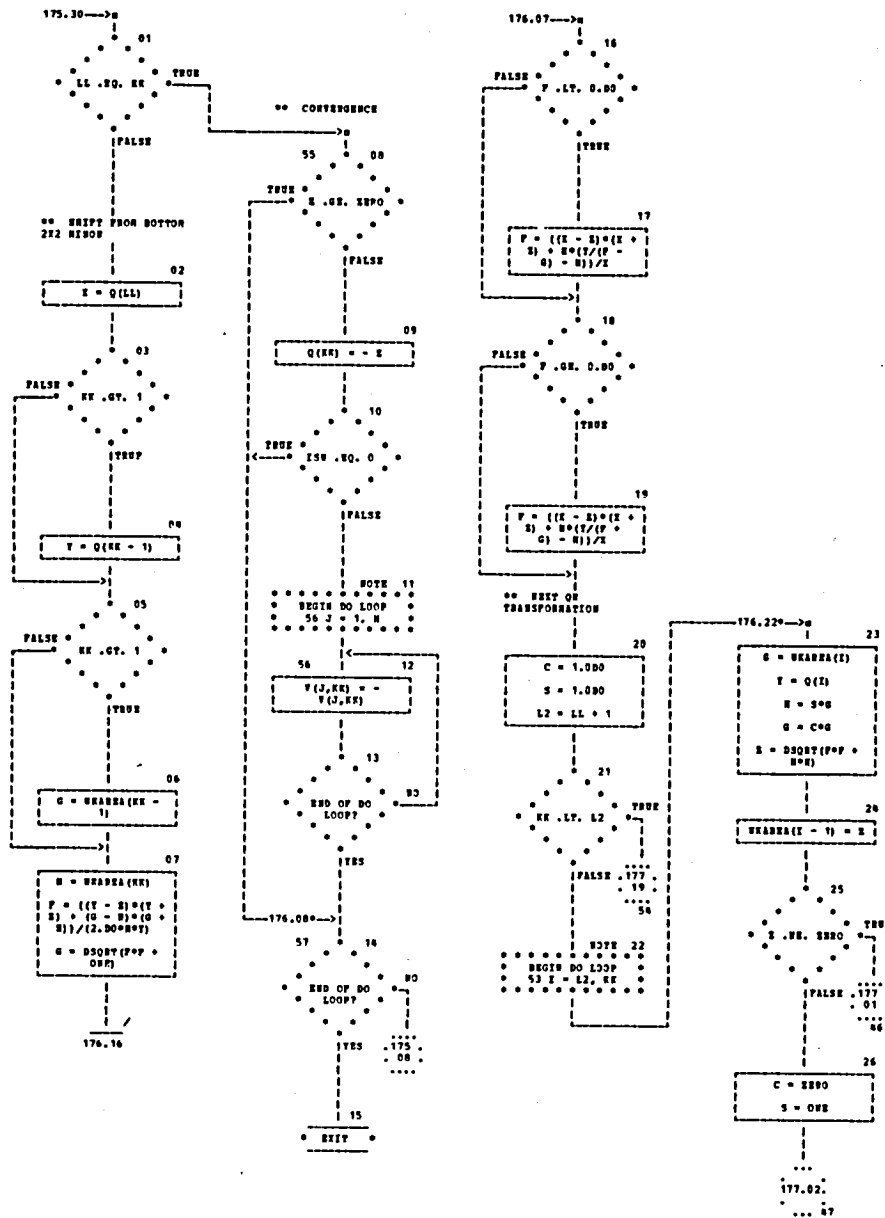 175.30--->*
01
LL .EQ. KK
TRUE
FALSE
** SHIFT FROM BOTTOM
2X2 MINOR
02
X = Q(LL)
03
KK .GT. 1
FALSE
TRUE
04
Y = Q(KK - 1)
05
KK .GT. 1
FALSE
TRUE
06
G = WKAREA(KK -
1)
07
H = WKAREA(KK)
F = ((Y - Z)*(Y +
Z) + (G - H)*(G +
H))/(2.D0*H*Y)
G = DSQRT(F*F +
ONE)
176.16
** CONVERGENCE
55 08
Z .GE. ZERO
TRUE
FALSE
09
Q(KK) = - Z
10
ISW .EQ. 0
TRUE
FALSE
NOTE 11
BEGIN DO LOOP
56 J = 1, N
56 12
V(J,KK) = -
V(J,KK)
13
END OF DO
LOOP?
NO
YES
176.08*
57 14
END OF DO
LOOP?
NO
YES
.175
08
15
* EXIT *
176.07--->*
16
F .LT. 0.D0
FALSE
TRUE
17
F = ((X - Z)*(X +
Z) + H*(Y/(F -
G) - H))/X
18
F .GE. 0.D0
FALSE
TRUE
19
F = ((X - Z)*(X +
Z) + H*(Y/(F +
G) - H))/X
** NEXT QR
TRANSFORMATION
20
C = 1.0D0
S = 1.0D0
L2 = LL + 1
21
KK .LT. L2
TRUE
FALSE
.177
19
54
NOTE 22
BEGIN DO LOOP
53 I = L2, KK
176.22*-->*
23
G = WKAREA(I)
Y = Q(I)
H = S*G
G = C*G
Z = DSQRT(F*F +
H*H)
24
WKAREA(I - 1) = Z
25
Z .NE. ZERO
TRU
FALSE
.177
01
46
26
C = ZERO
S = ONE
177.02.
47